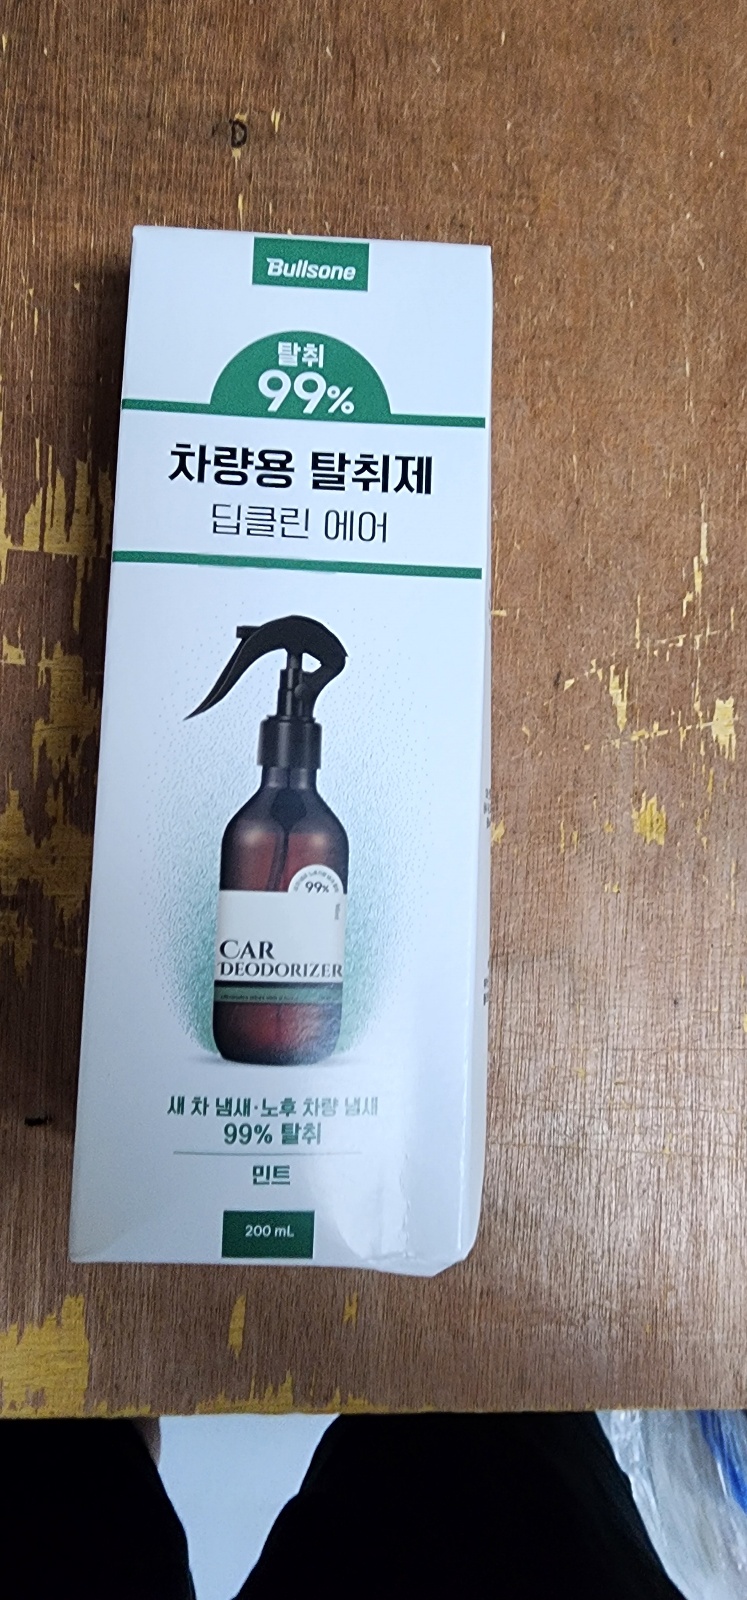 D
Bullsone
탈취
99%
차량용 탈취제
딥클린 에어
99%
CAR
DEODORIZER
새 차 냄새·노후 차량 냄새
99% 탈취
민트
200 mL